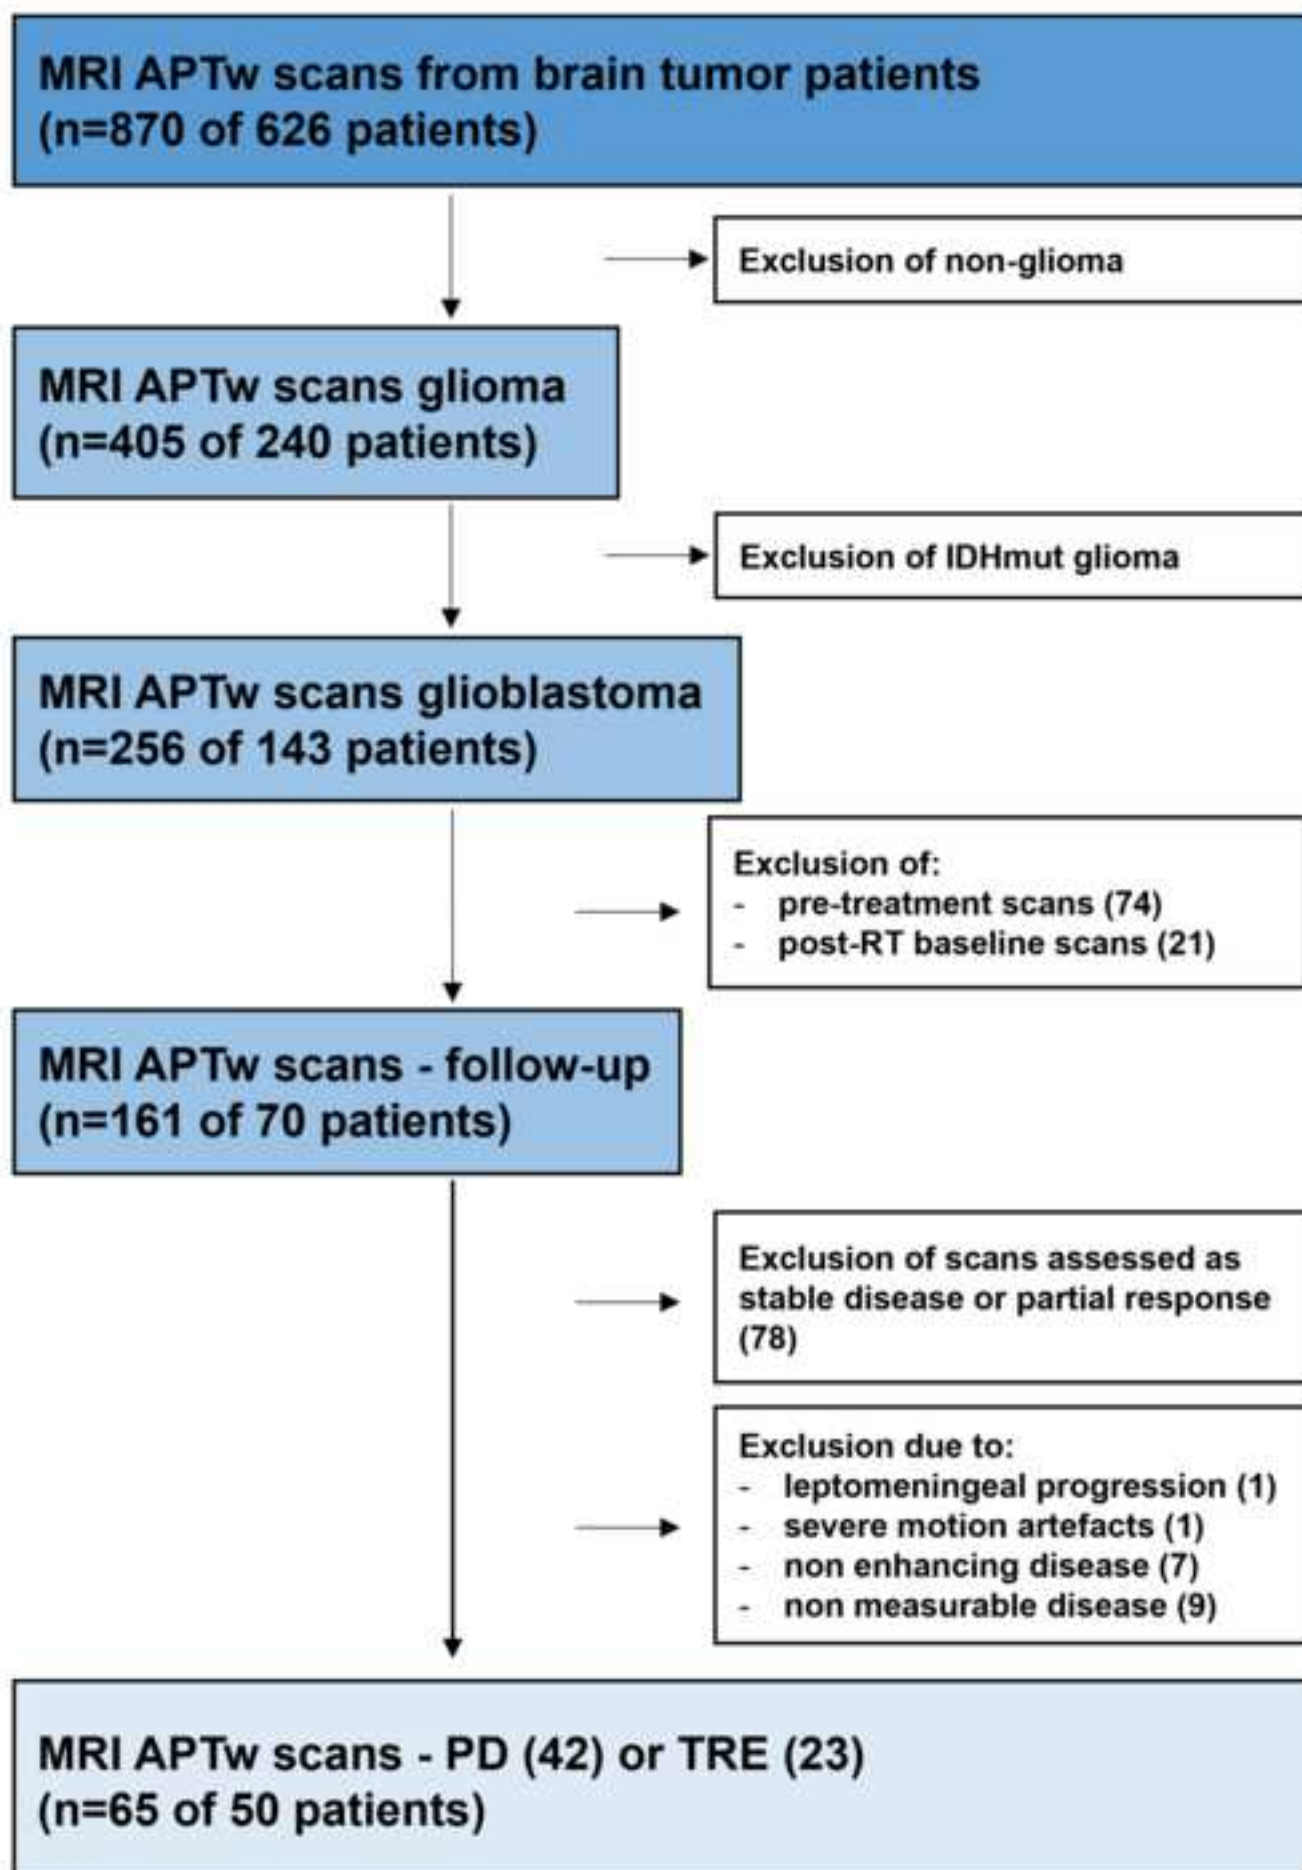 MRI APTw scans from brain tumor patients
(n=870 of 626 patients)
Exclusion of non-glioma
MRI APTw scans glioma
(n=405 of 240 patients)
Exclusion of IDHmut glioma
MRI APTw scans glioblastoma
(n=256 of 143 patients)
Exclusion of:
- pre-treatment scans (74)
- post-RT baseline scans (21)
MRI APTw scans - follow-up
(n=161 of 70 patients)
Exclusion of scans assessed as
stable disease or partial response
(78)
Exclusion due to:
- leptomeningeal progression (1)
- severe motion artefacts (1)
- non enhancing disease (7)
- non measurable disease (9)
MRI APTw scans - PD (42) or TRE (23)
(n=65 of 50 patients)